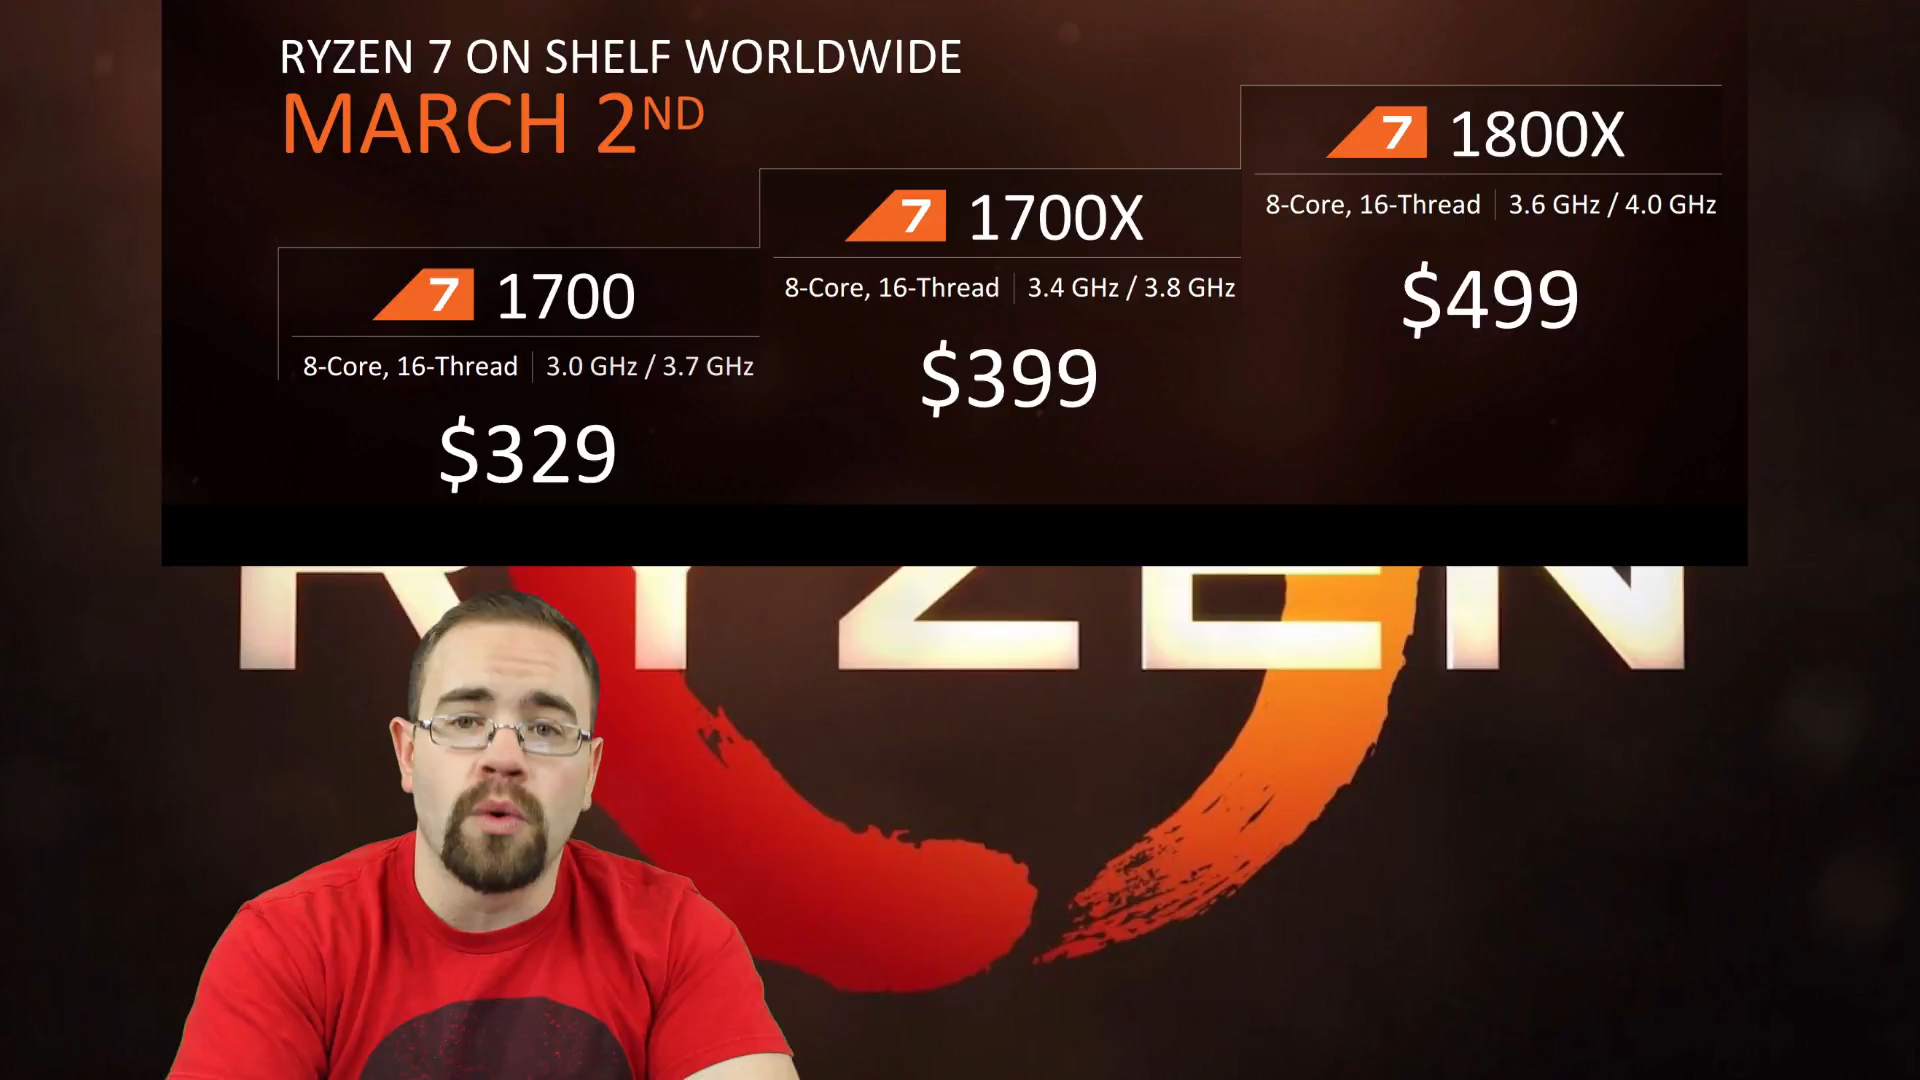 RYZEN 7 ON SHELF WORLDWIDE
MARCH 2ND
7 1700
8-Core, 16-Thread | 3.0 GHz / 3.7 GHz
$329
7 1700X
8-Core, 16-Thread | 3.4 GHz / 3.8 GHz
$399
7 1800X
8-Core, 16-Thread | 3.6 GHz / 4.0 GHz
$499
RYZEN